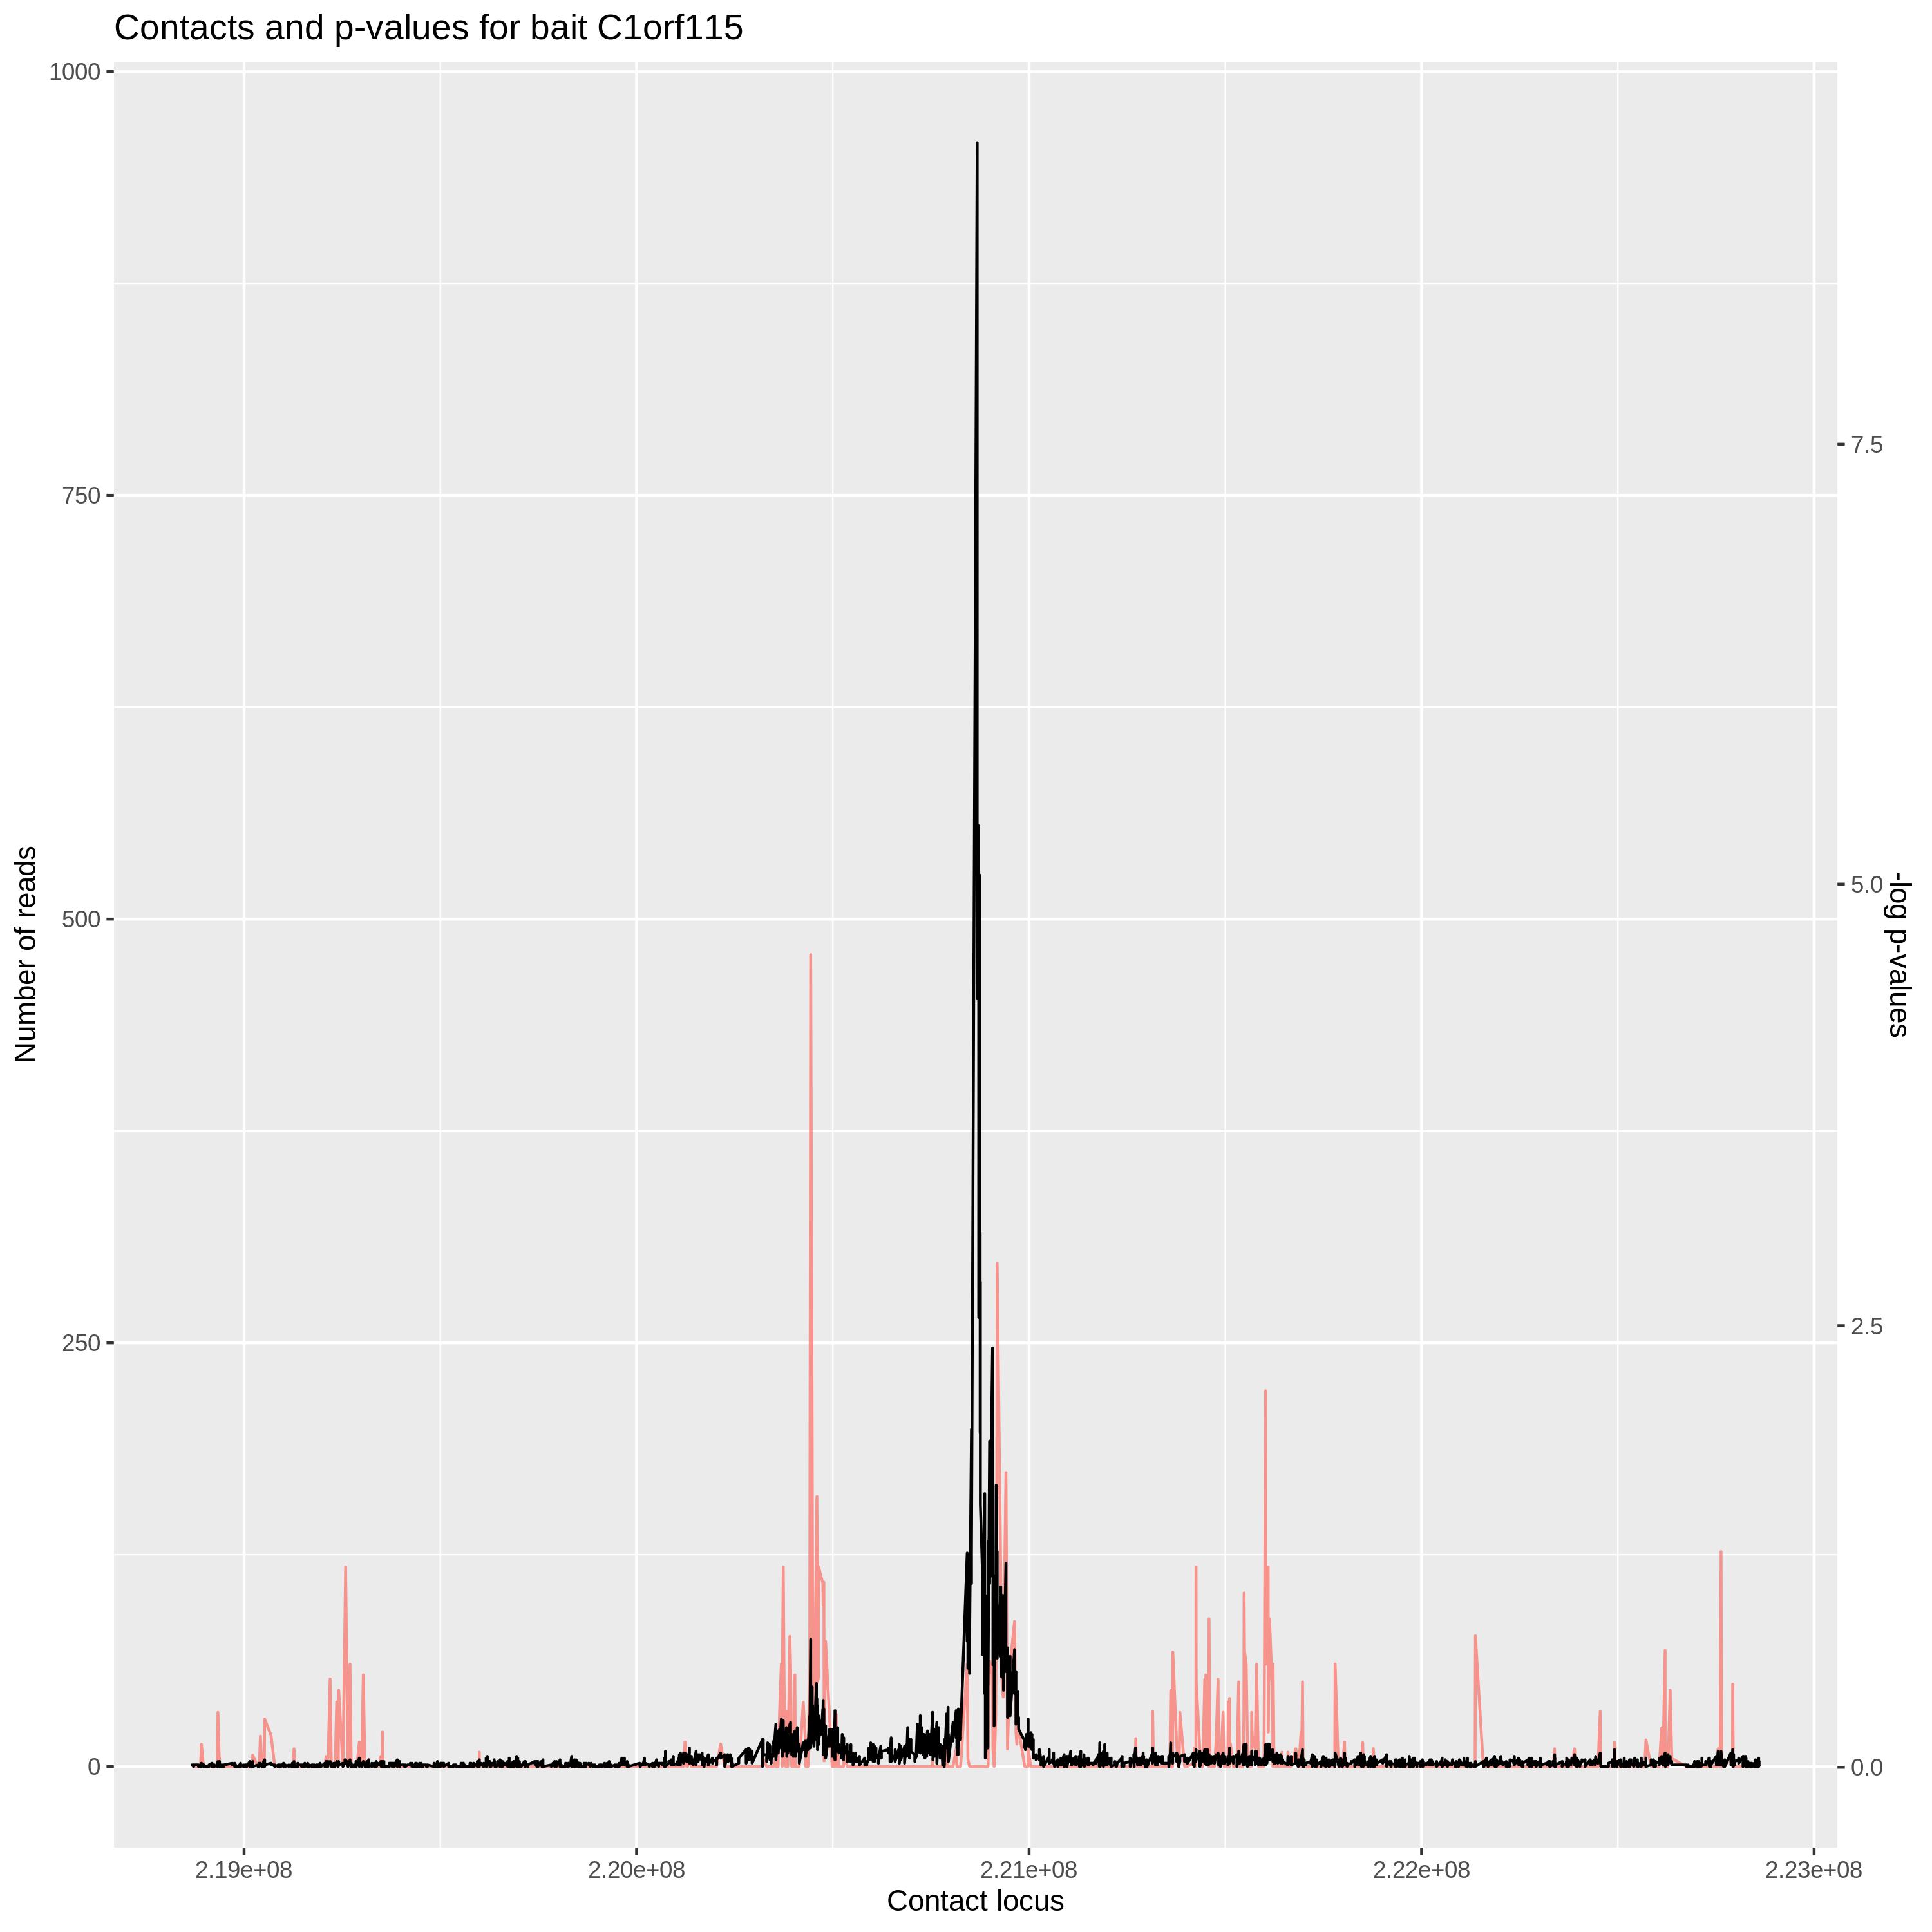 Contacts and p-values for bait C1orf115
1000
750
500
250
0
Number of reads
7.5
5.0
2.5
0.0
-log p-values
2.19e+08
2.20e+08
2.21e+08
2.22e+08
2.23e+08
Contact locus